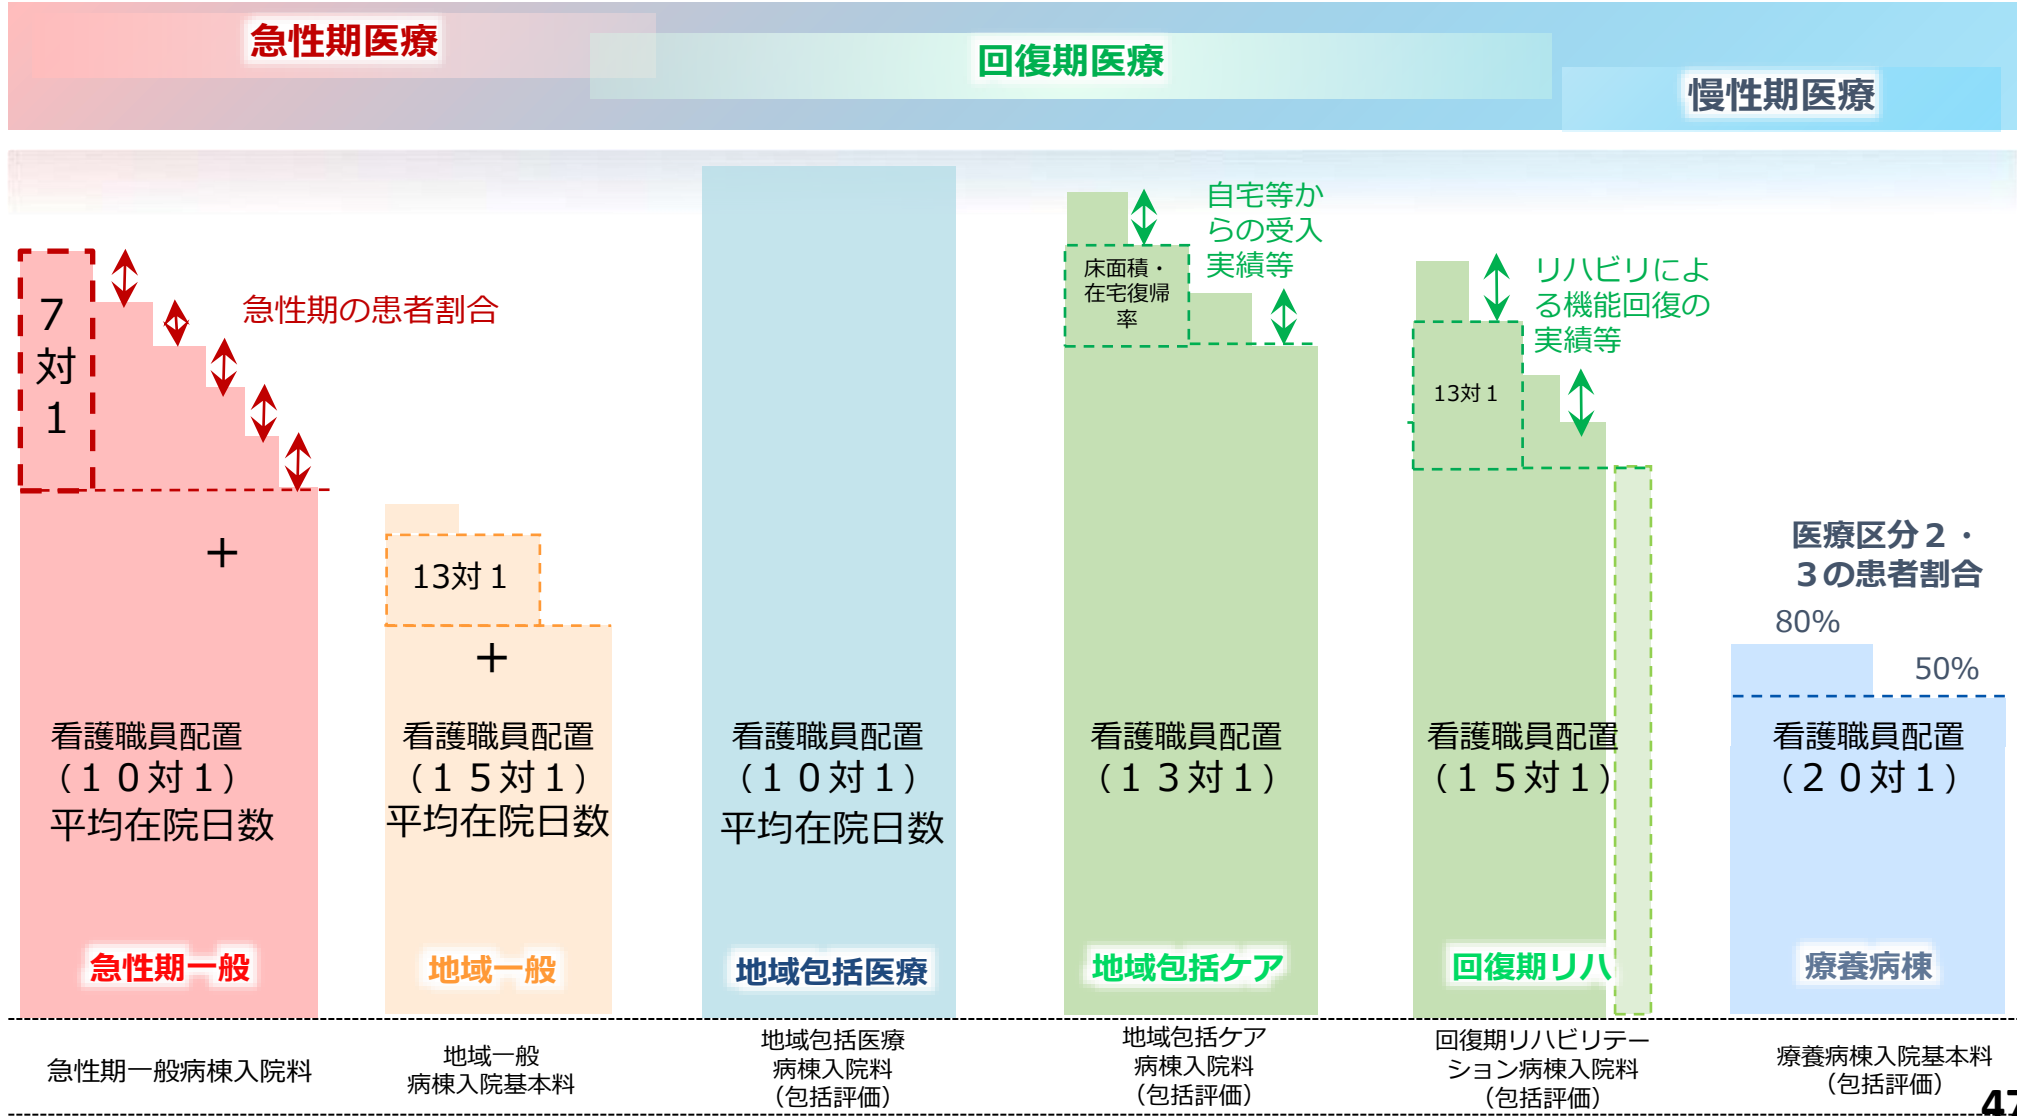 急性期医療
回復期医療
慢性期医療
7
対
1
急性期の患者割合
+
看護職員配置
（１０対１）
平均在院日数
急性期一般
13対１
+
看護職員配置
（１５対１）
平均在院日数
地域一般
看護職員配置
（１０対１）
平均在院日数
地域包括医療
自宅等か
らの受入
実績等
床面積・
在宅復帰
率
看護職員配置
（１３対１）
地域包括ケア
リハビリによ
る機能回復の
実績等
13対１
看護職員配置
（１５対１）
回復期リハ
医療区分２・
３の患者割合
80%
50%
看護職員配置
（２０対１）
療養病棟
急性期一般病棟入院料
地域一般
病棟入院基本料
地域包括医療
病棟入院料
（包括評価）
地域包括ケア
病棟入院料
（包括評価）
回復期リハビリテー
ション病棟入院料
（包括評価）
療養病棟入院基本料
（包括評価）
47